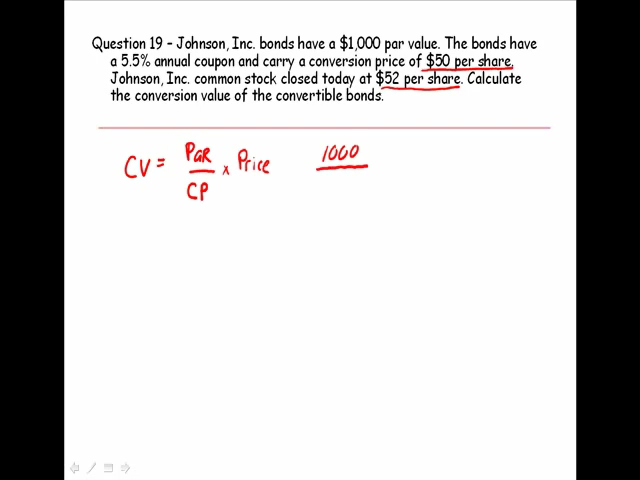 Question 19 – Johnson, Inc. bonds have a $1,000 par value. The bonds have
a 5.5% annual coupon and carry a conversion price of $50 per share.
Johnson, Inc. common stock closed today at $52 per share. Calculate
the conversion value of the convertible bonds.
CV = PaR / CP x Price 1000